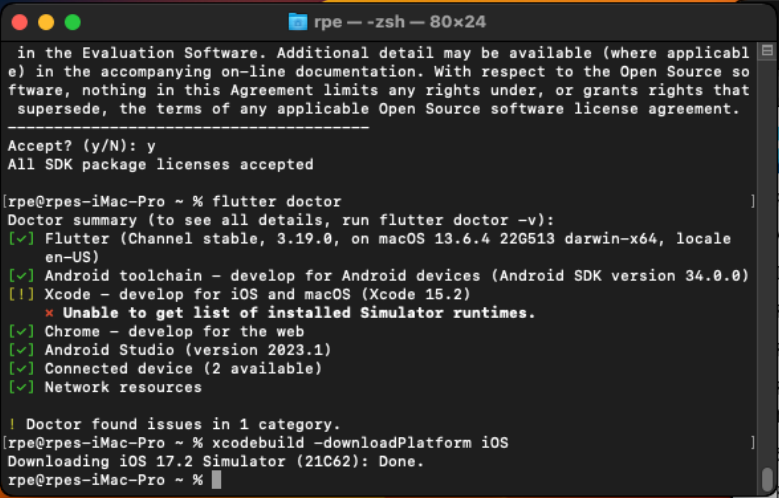 rpe — -zsh — 80×24
in the Evaluation Software. Additional detail may be available (where applicabl
e) in the accompanying on-line documentation. With respect to the Open Source so
ftware, nothing in this Agreement limits any rights under, or grants rights that
supersede, the terms of any applicable Open Source software license agreement.
---------------------------------------
Accept? (y/N): y
All SDK package licenses accepted
[rpe@rpes-iMac-Pro ~ % flutter doctor ]
Doctor summary (to see all details, run flutter doctor -v):
[✓] Flutter (Channel stable, 3.19.0, on macOS 13.6.4 22G513 darwin-x64, locale
en-US)
[✓] Android toolchain - develop for Android devices (Android SDK version 34.0.0)
[!] Xcode - develop for iOS and macOS (Xcode 15.2)
✗ Unable to get list of installed Simulator runtimes.
[✓] Chrome - develop for the web
[✓] Android Studio (version 2023.1)
[✓] Connected device (2 available)
[✓] Network resources
! Doctor found issues in 1 category.
[rpe@rpes-iMac-Pro ~ % xcodebuild -downloadPlatform iOS ]
Downloading iOS 17.2 Simulator (21C62): Done.
rpe@rpes-iMac-Pro ~ %